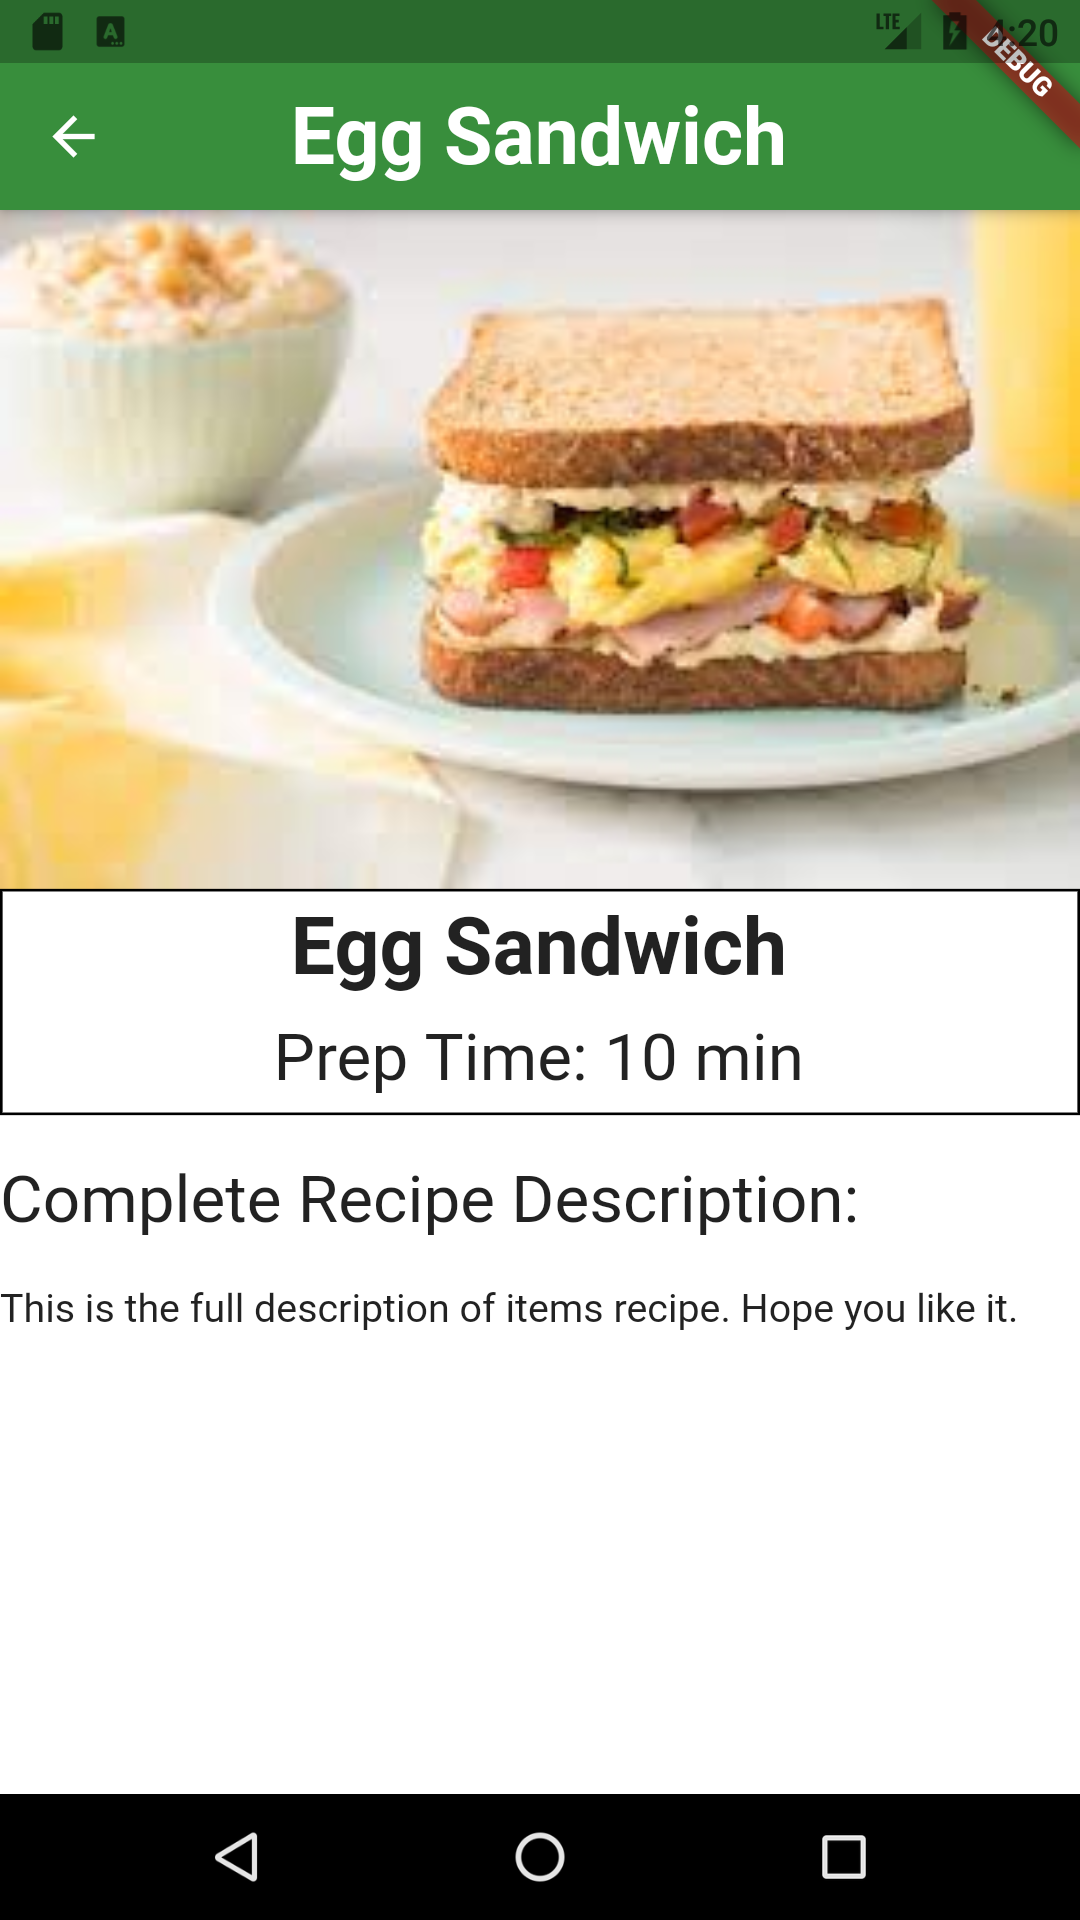 LTE
4:20
DEBUG
Egg Sandwich
Egg Sandwich
Prep Time: 10 min
Complete Recipe Description:
This is the full description of items recipe. Hope you like it.